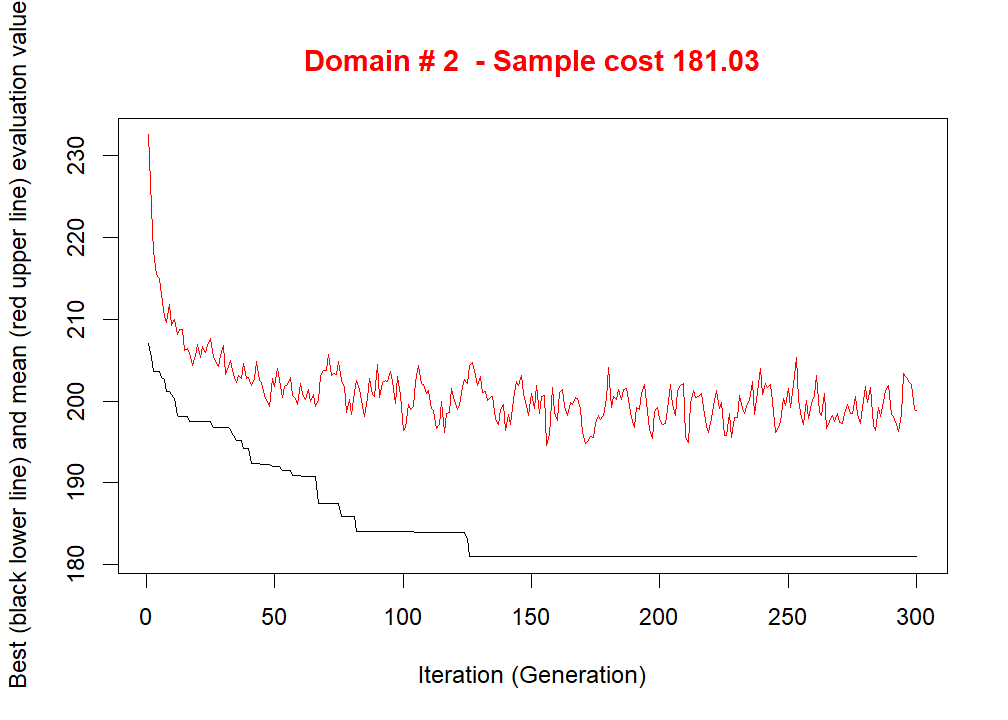 Domain # 2  - Sample cost 181.03
Best (black lower line) and mean (red upper line) evaluation value
230
220
210
200
190
180
0 50 100 150 200 250 300
Iteration (Generation)